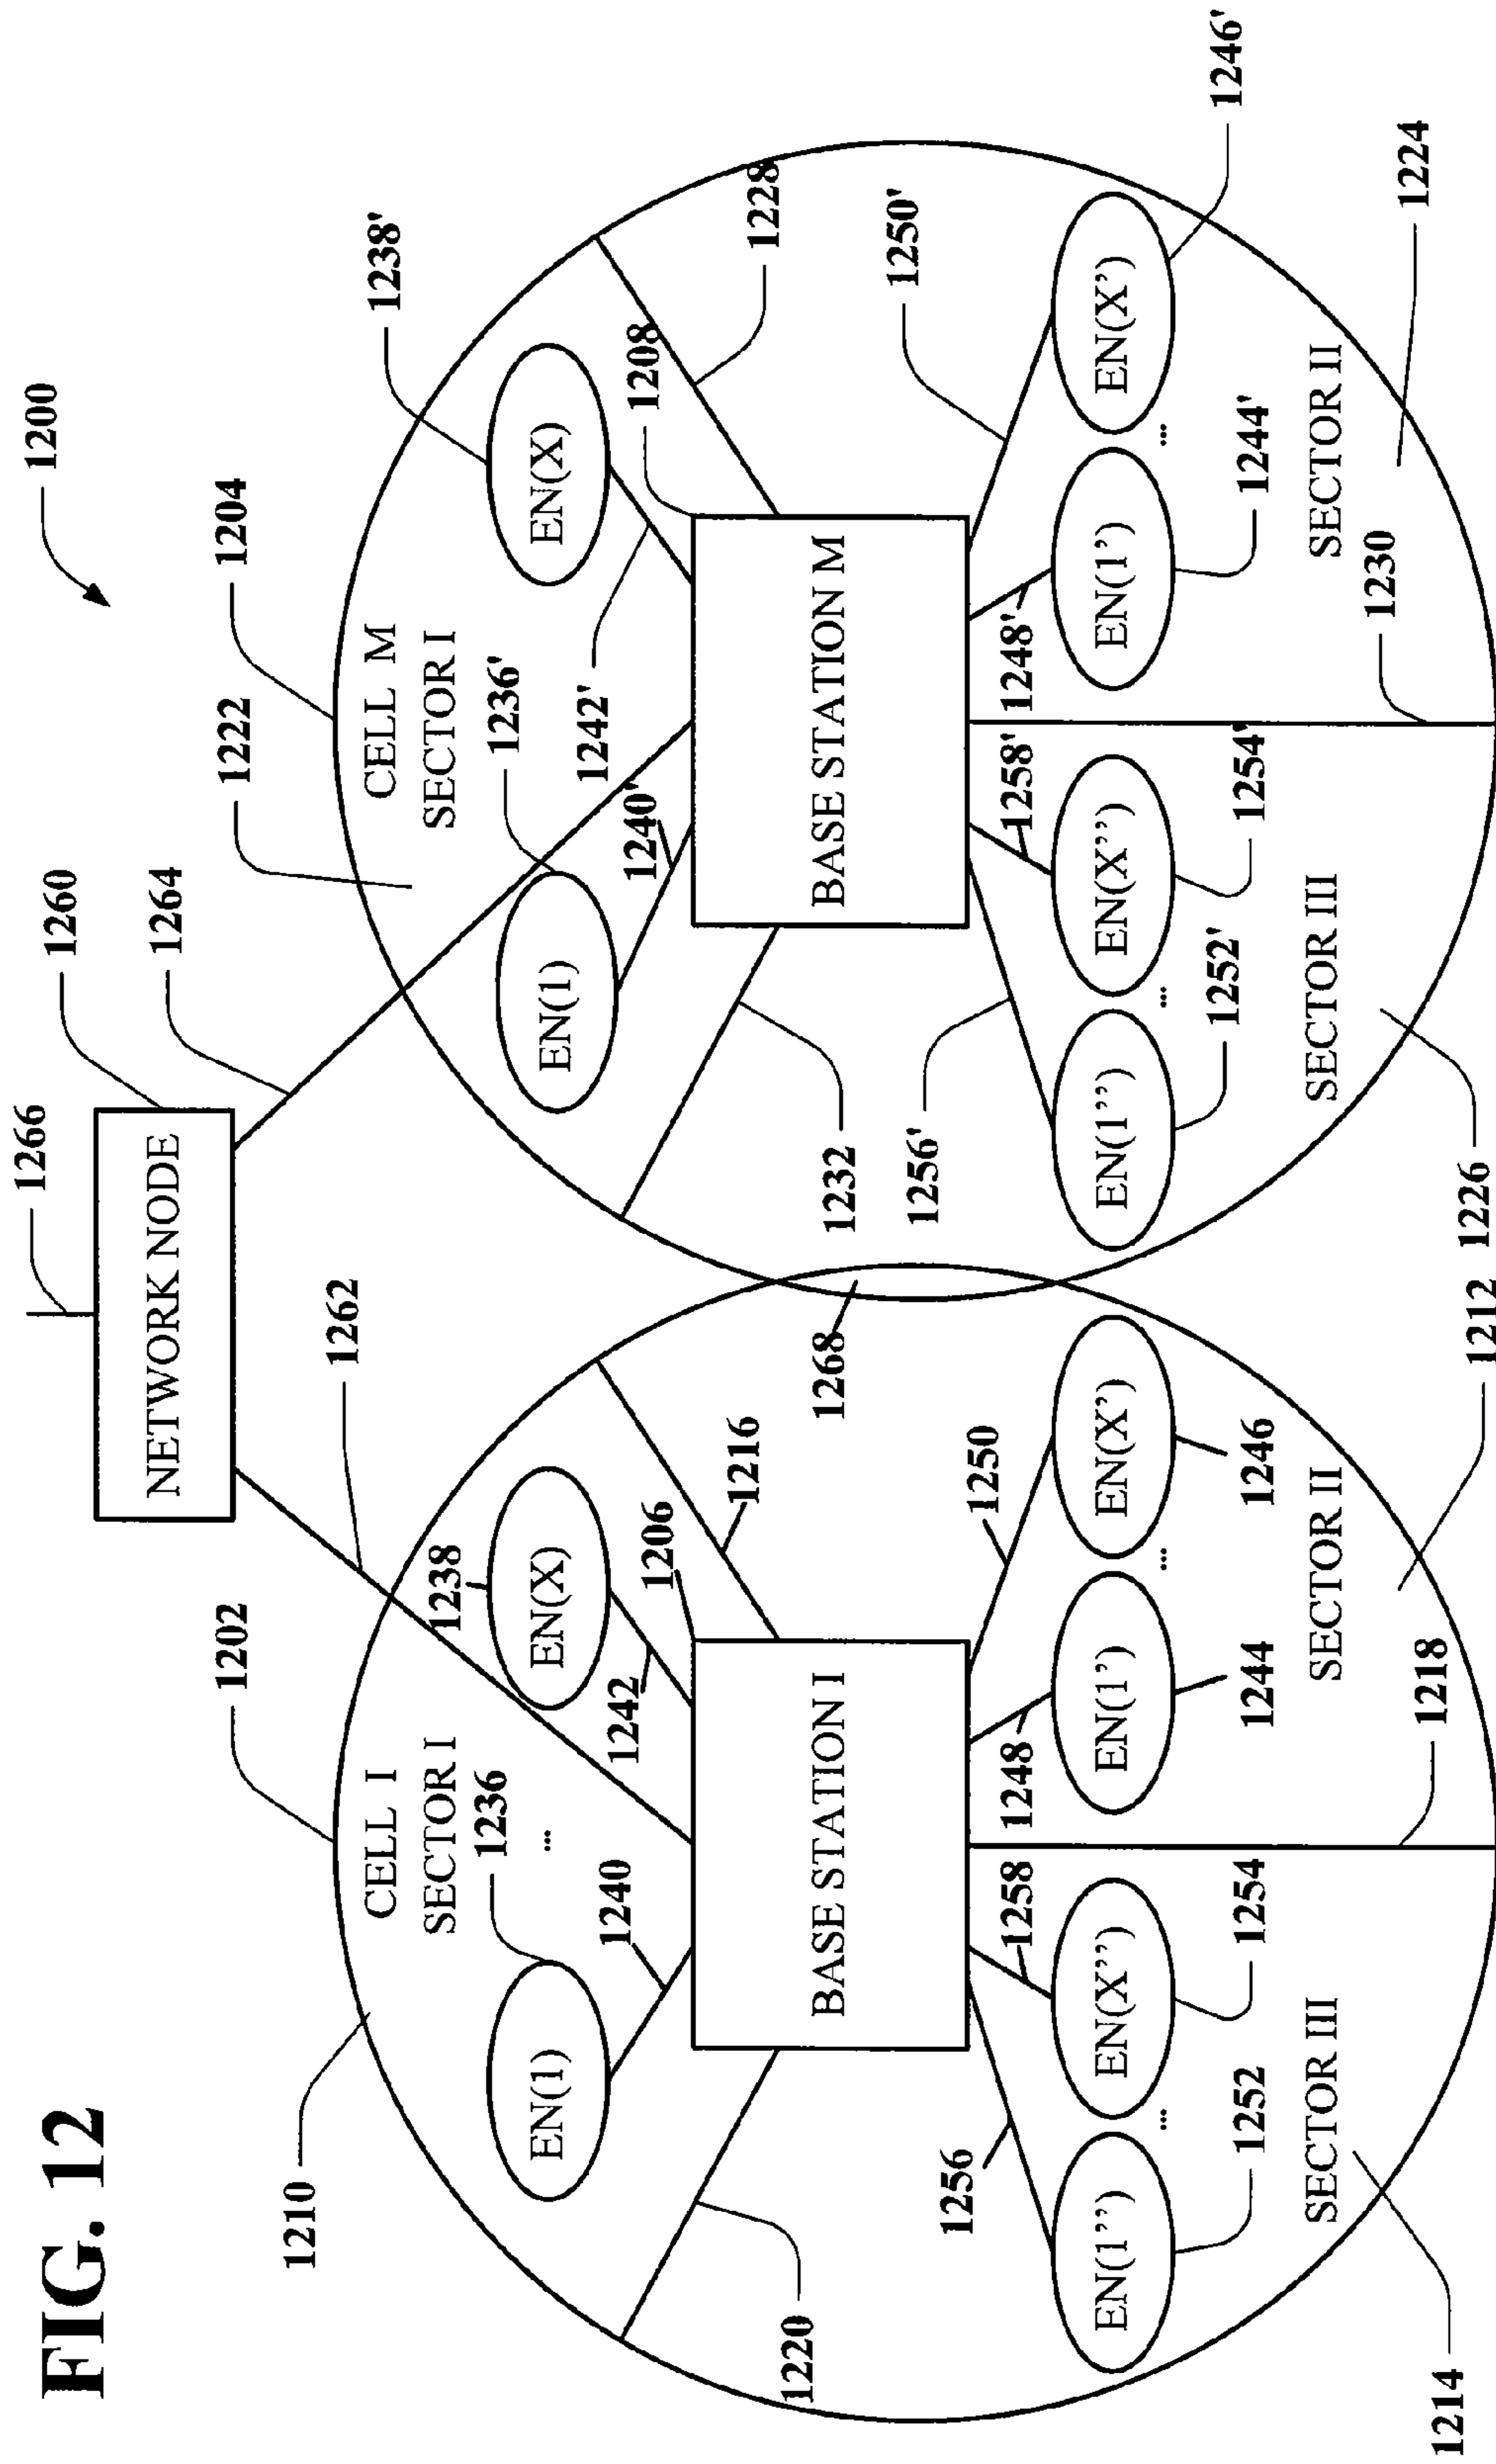 FIG. 12
1200
1266
NETWORK NODE
1260
1264
1262
1202
1204
1222
1210
CELL I
SECTOR I
1236
...
1238
EN(1)
EN(X)
1240
1242
1206
1216
1220
BASE STATION I
1256
1258
1248
1250
EN(1’’)
...
EN(X’’)
EN(1’)
...
EN(X’)
1252
1254
1244
1246
SECTOR III
SECTOR II
1214
1218
1212
1268
CELL M
SECTOR I
1236'
1238'
EN(1)
EN(X)
1240'
1242'
1208
1228
1232
BASE STATION M
1256'
1258'
1248'
1250'
EN(1’’)
...
EN(X’’)
EN(1’)
...
EN(X’)
1252'
1254'
1244'
1246'
SECTOR III
SECTOR II
1226
1230
1224